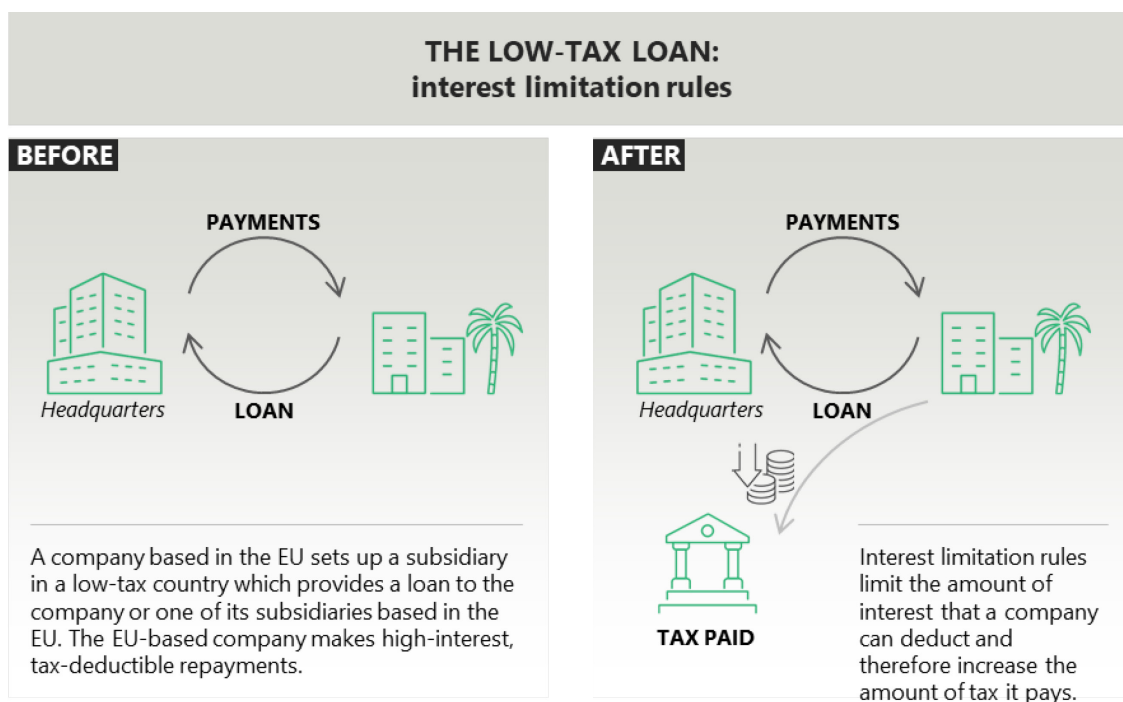 THE LOW-TAX LOAN:
interest limitation rules
BEFORE
PAYMENTS
Headquarters
LOAN
A company based in the EU sets up a subsidiary
in a low-tax country which provides a loan to the
company or one of its subsidiaries based in the
EU. The EU-based company makes high-interest,
tax-deductible repayments.
AFTER
PAYMENTS
Headquarters
LOAN
TAX PAID
Interest limitation rules
limit the amount of
interest that a company
can deduct and
therefore increase the
amount of tax it pays.